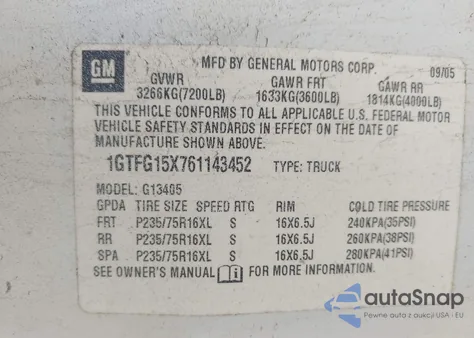 GM
MFD BY GENERAL MOTORS CORP. 09/05
GVWR GAWR FRT GAWR RR
3266KG(7200LB) 1633KG(3600LB) 1814KG(4000LB)
THIS VEHICLE CONFORMS TO ALL APPLICABLE U.S. FEDERAL MOTOR
VEHICLE SAFETY STANDARDS IN EFFECT ON THE DATE OF
MANUFACTURE SHOWN ABOVE.
1GTFG15X761143452 TYPE: TRUCK
MODEL: G13405
GPDA TIRE SIZE SPEED RTG RIM COLD TIRE PRESSURE
FRT P235/75R16XL S 16X6.5J 240KPA(35PSI)
RR P235/75R16XL S 16X6.5J 260KPA(38PSI)
SPA P235/75R16XL S 16X6.5J 280KPA(41PSI)
SEE OWNER'S MANUAL FOR MORE INFORMATION.
autoSnap
Pewne auta z aukcji USA i EU